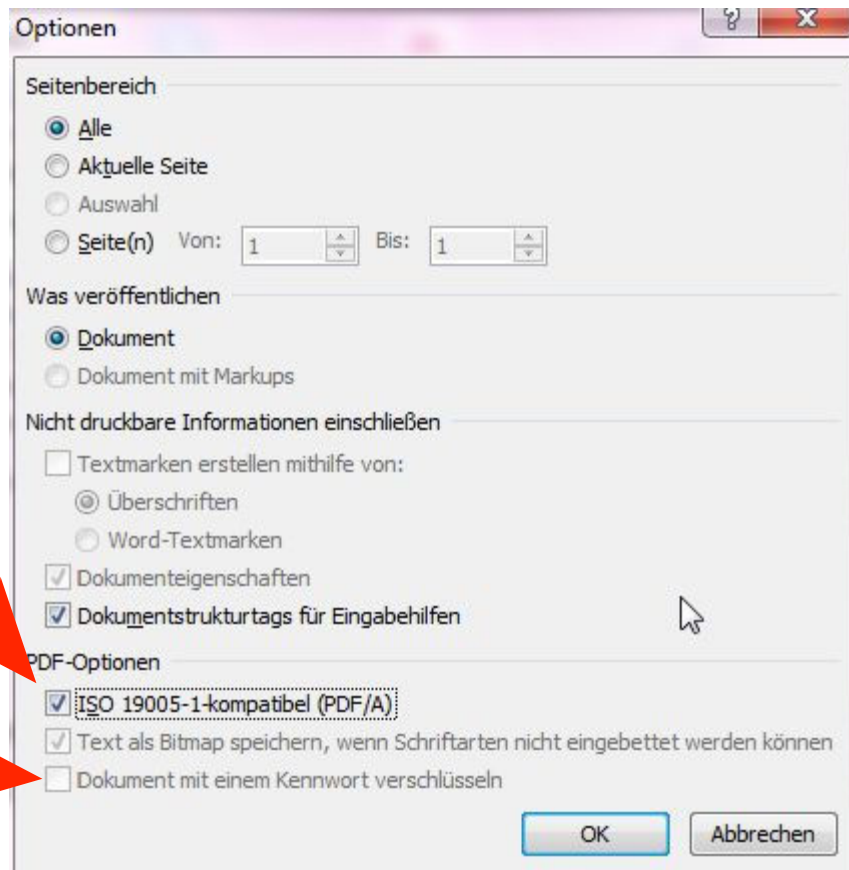 Optionen
Seitenbereich
Alle
Aktuelle Seite
Auswahl
Seite(n) Von: 1 Bis: 1
Was veröffentlichen
Dokument
Dokument mit Markups
Nicht druckbare Informationen einschließen
Textmarken erstellen mithilfe von:
Überschriften
Word-Textmarken
Dokumenteigenschaften
Dokumentstrukturtags für Eingabehilfen
PDF-Optionen
ISO 19005-1-kompatibel (PDF/A)
Text als Bitmap speichern, wenn Schriftarten nicht eingebettet werden können
Dokument mit einem Kennwort verschlüsseln
OK Abbrechen